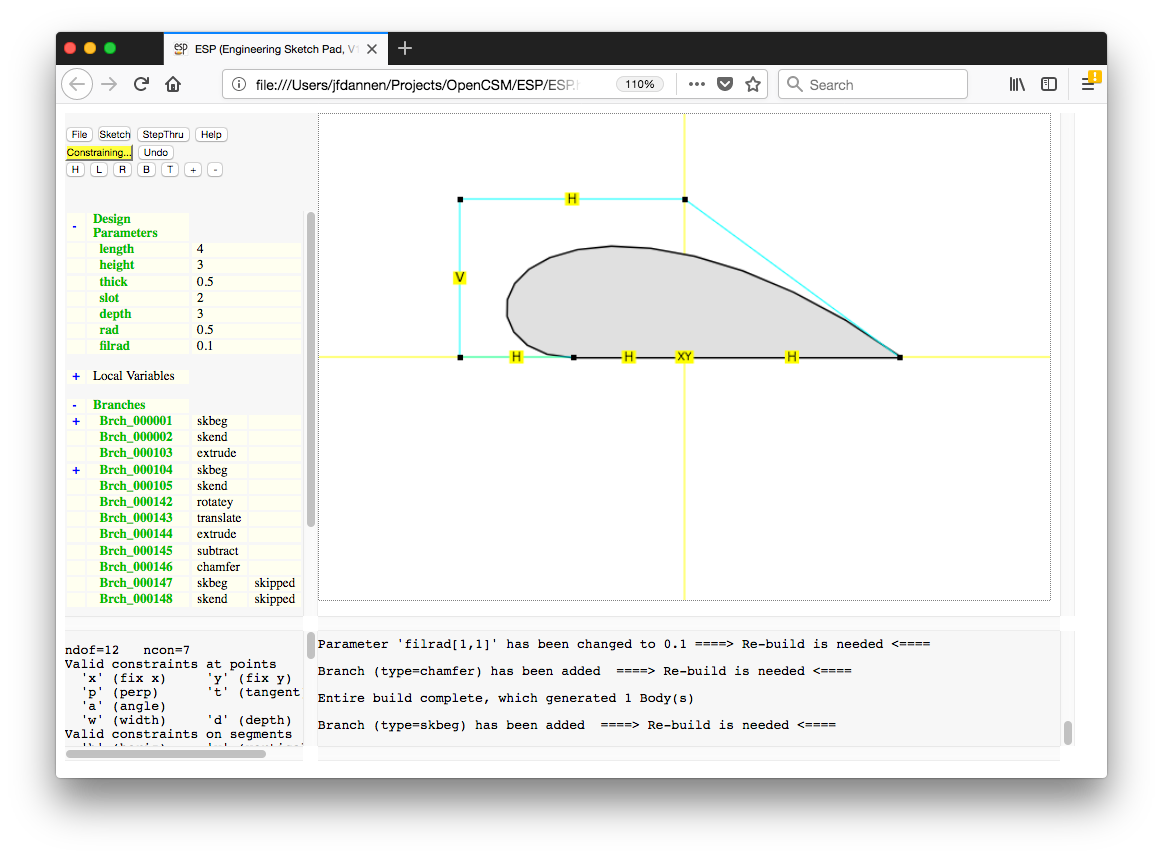 esp ESP (Engineering Sketch Pad, V1
file:///Users/jfdannen/Projects/OpenCSM/ESP/ESP. 110% Search
File Sketch StepThru Help
Constraining... Undo
H L R B T + -
- Design
Parameters
length 4
height 3
thick 0.5
slot 2
depth 3
rad 0.5
filrad 0.1
+ Local Variables
- Branches
+ Brch_000001 skbeg
Brch_000002 skend
Brch_000103 extrude
+ Brch_000104 skbeg
Brch_000105 skend
Brch_000142 rotatey
Brch_000143 translate
Brch_000144 extrude
Brch_000145 subtract
Brch_000146 chamfer
Brch_000147 skbeg skipped
Brch_000148 skend skipped
H
V
H H XY H
ndof=12 ncon=7
Valid constraints at points
'x' (fix x) 'y' (fix y)
'p' (perp) 't' (tangent
'a' (angle)
'w' (width) 'd' (depth)
Valid constraints on segments
Parameter 'filrad[1,1]' has been changed to 0.1 ====> Re-build is needed <====
Branch (type=chamfer) has been added ====> Re-build is needed <====
Entire build complete, which generated 1 Body(s)
Branch (type=skbeg) has been added ====> Re-build is needed <====